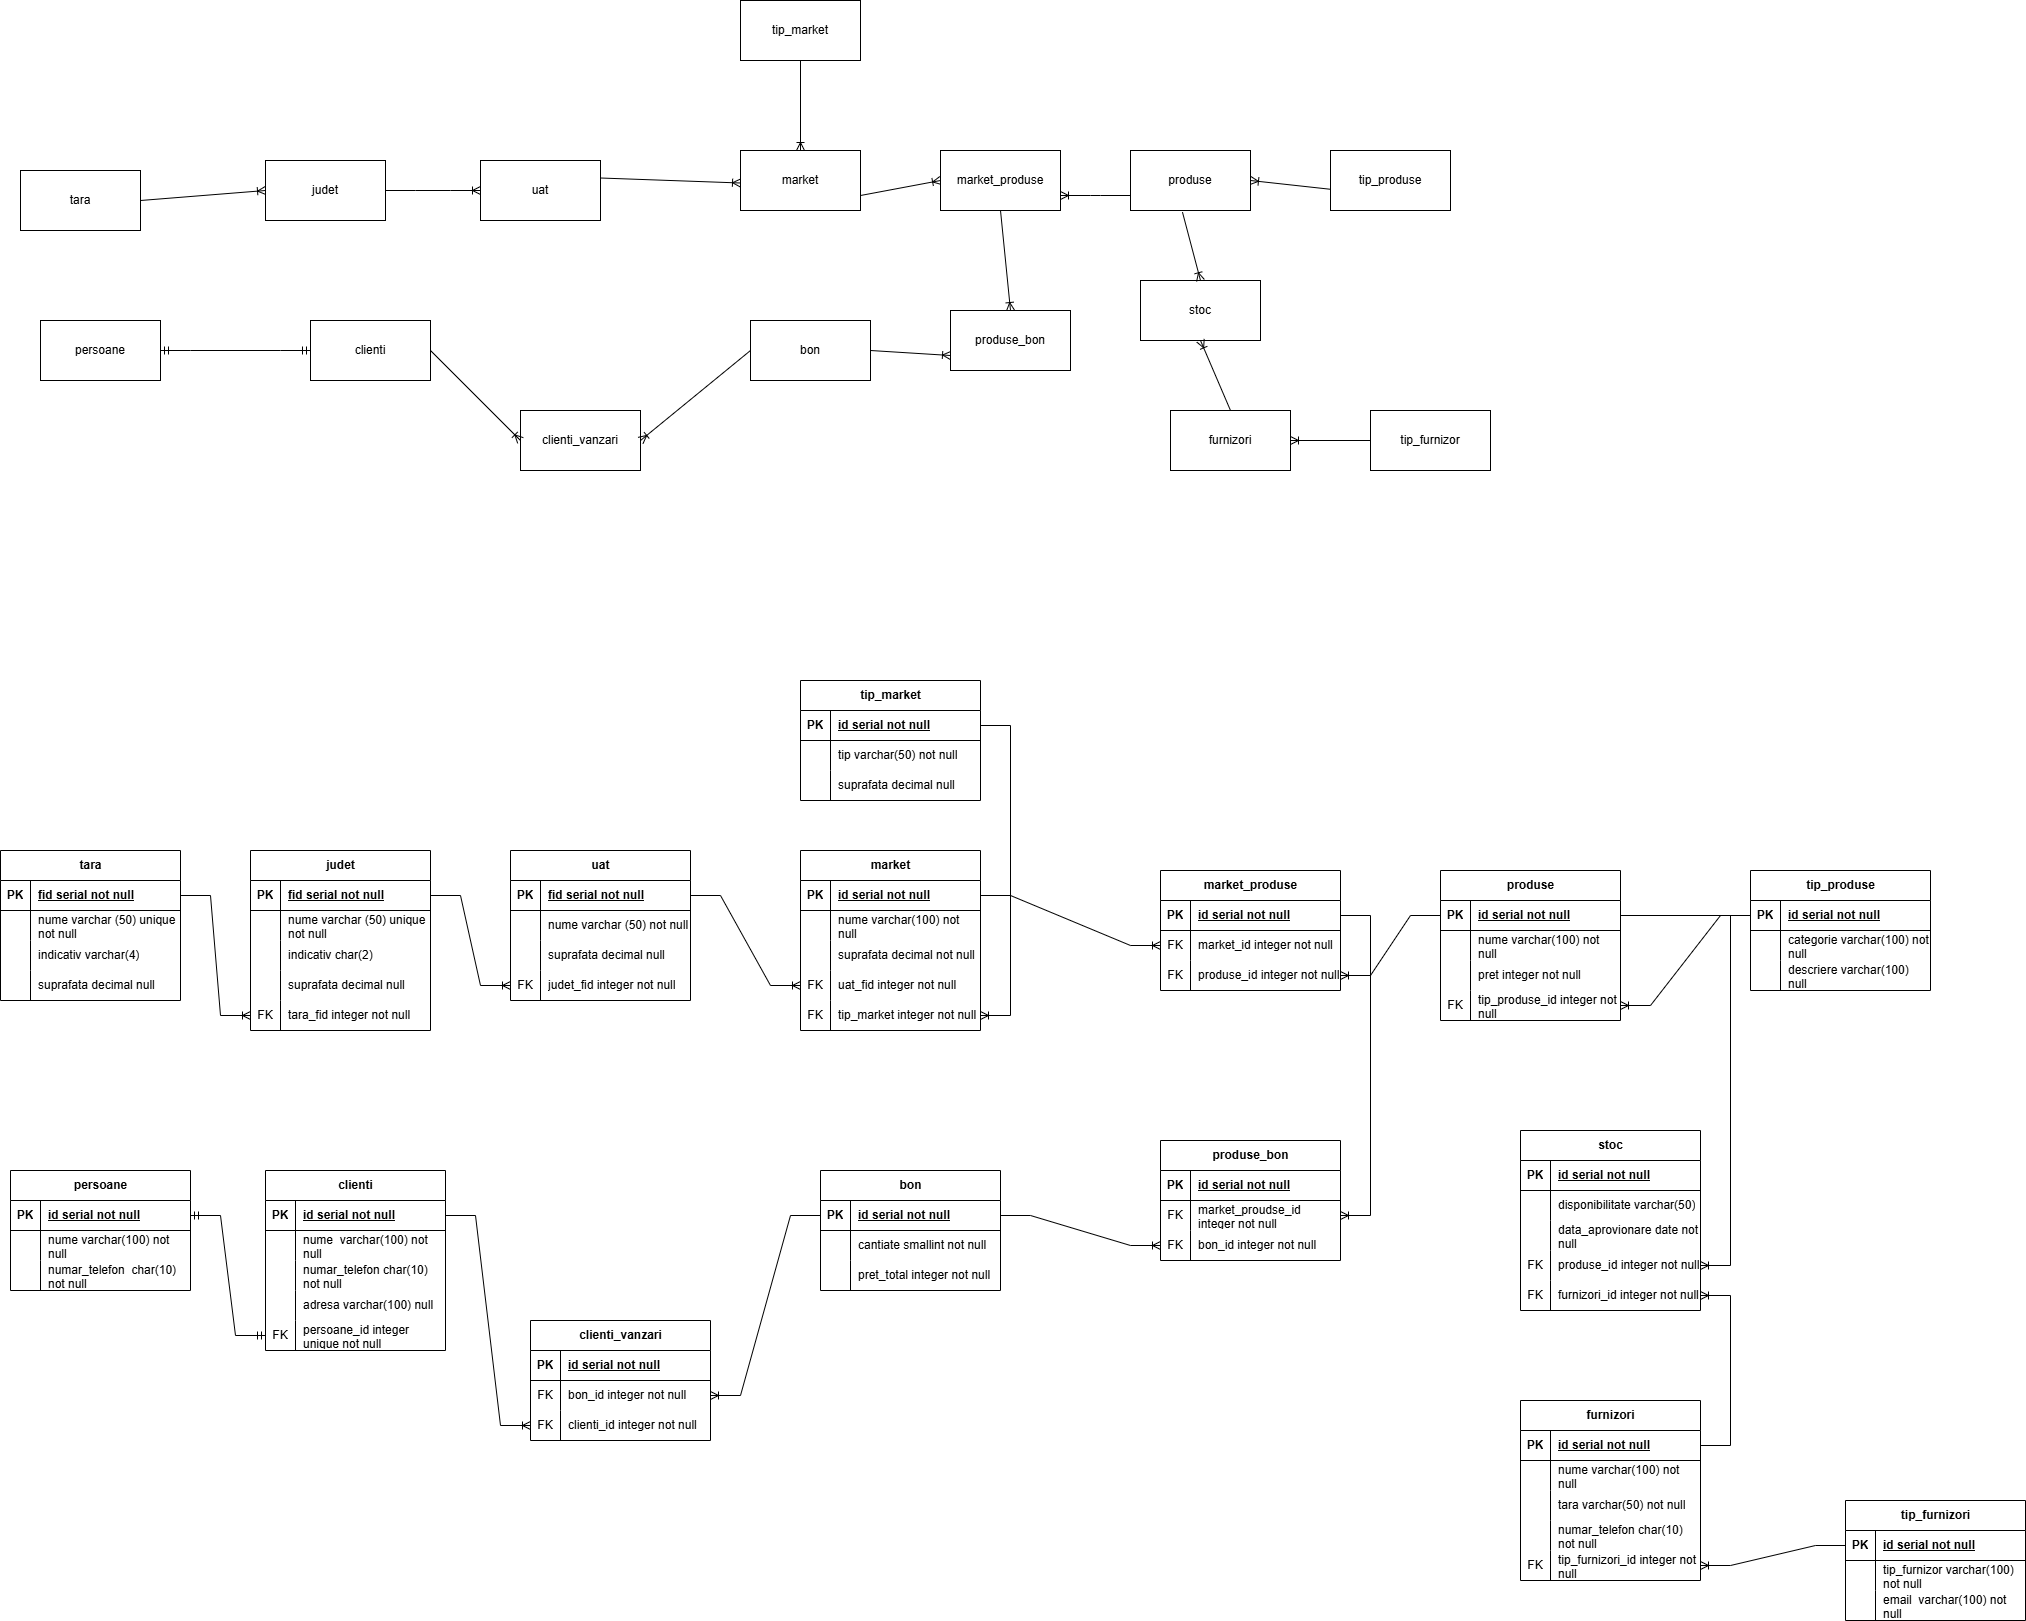 tip_market
tara
judet
uat
market
market_produse
produse
tip_produse
stoc
persoane
clienti
bon
produse_bon
clienti_vanzari
furnizori
tip_furnizor
tip_market
PK id serial not null
tip varchar(50) not null
suprafata decimal null
tara
PK fid serial not null
nume varchar (50) unique
not null
indicativ varchar(4)
suprafata decimal null
judet
PK fid serial not null
nume varchar (50) unique
not null
indicativ char(2)
suprafata decimal null
FK tara_fid integer not null
uat
PK fid serial not null
nume varchar (50) not null
suprafata decimal null
FK judet_fid integer not null
market
PK id serial not null
nume varchar(100) not
null
suprafata decimal not null
FK uat_fid integer not null
FK tip_market integer not null
market_produse
PK id serial not null
FK market_id integer not null
FK produse_id integer not null
produse
PK id serial not null
nume varchar(100) not
null
pret integer not null
FK tip_produse_id integer not
null
tip_produse
PK id serial not null
categorie varchar(100) not
null
descriere varchar(100)
null
persoane
PK id serial not null
nume varchar(100) not
null
numar_telefon  char(10)
not null
clienti
PK id serial not null
nume  varchar(100) not
null
numar_telefon char(10)
not null
adresa varchar(100) null
FK persoane_id integer
unique not null
clienti_vanzari
PK id serial not null
FK bon_id integer not null
FK clienti_id integer not null
bon
PK id serial not null
cantiate smallint not null
pret_total integer not null
produse_bon
PK id serial not null
FK market_proudse_id
integer not null
FK bon_id integer not null
stoc
PK id serial not null
disponibilitate varchar(50)
data_aprovionare date not
null
FK produse_id integer not null
FK furnizori_id integer not null
furnizori
PK id serial not null
nume varchar(100) not
null
tara varchar(50) not null
numar_telefon char(10)
not null
FK tip_furnizori_id integer not
null
tip_furnizori
PK id serial not null
tip_furnizor varchar(100)
not null
email  varchar(100) not
null